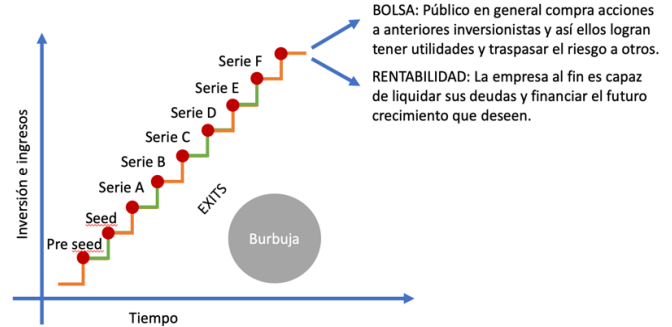 BOLSA: Público en general compra acciones
a anteriores inversionistas y así ellos logran
tener utilidades y traspasar el riesgo a otros.
RENTABILIDAD: La empresa al fin es capaz
de liquidar sus deudas y financiar el futuro
crecimiento que deseen.
Serie F
Serie E
Serie D
Serie C
Serie B
Serie A
Seed
Pre seed
EXITS
Burbuja
Inversión e ingresos
Tiempo